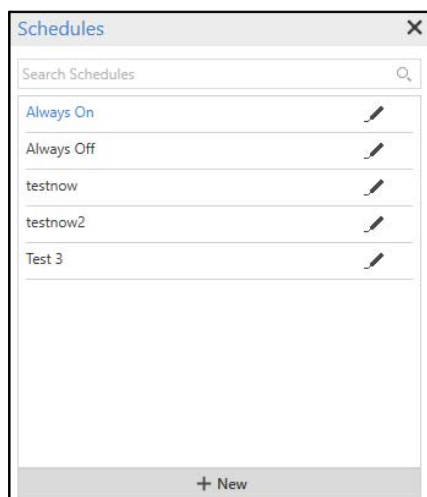 Schedules
Search Schedules
Always On
Always Off
testnow
testnow2
Test 3
+ New